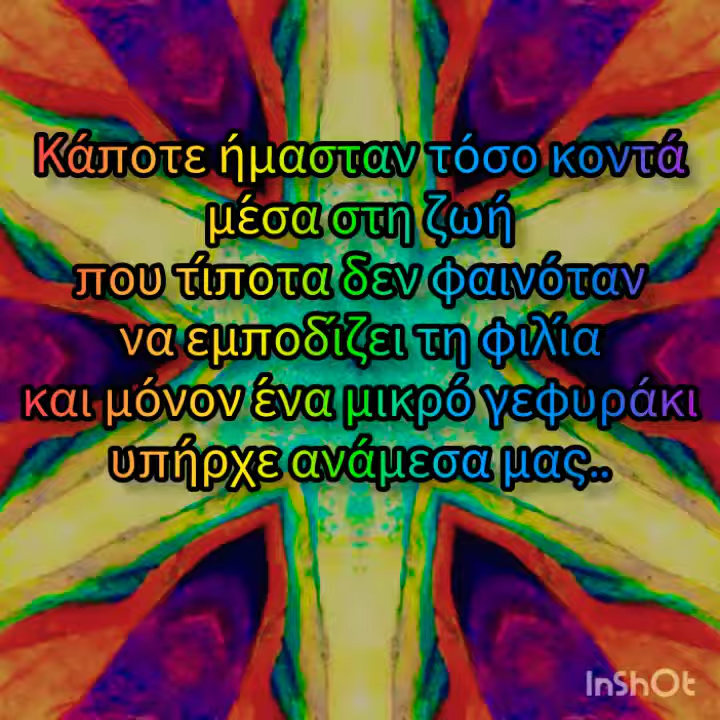 Κάποτε ήμασταν τόσο κοντά
μέσα στη ζωή
που τίποτα δεν φαινόταν
να εμποδίζει τη φιλία
και μόνον ένα μικρό γεφυράκι
υπήρχε ανάμεσα μας..
InShOt